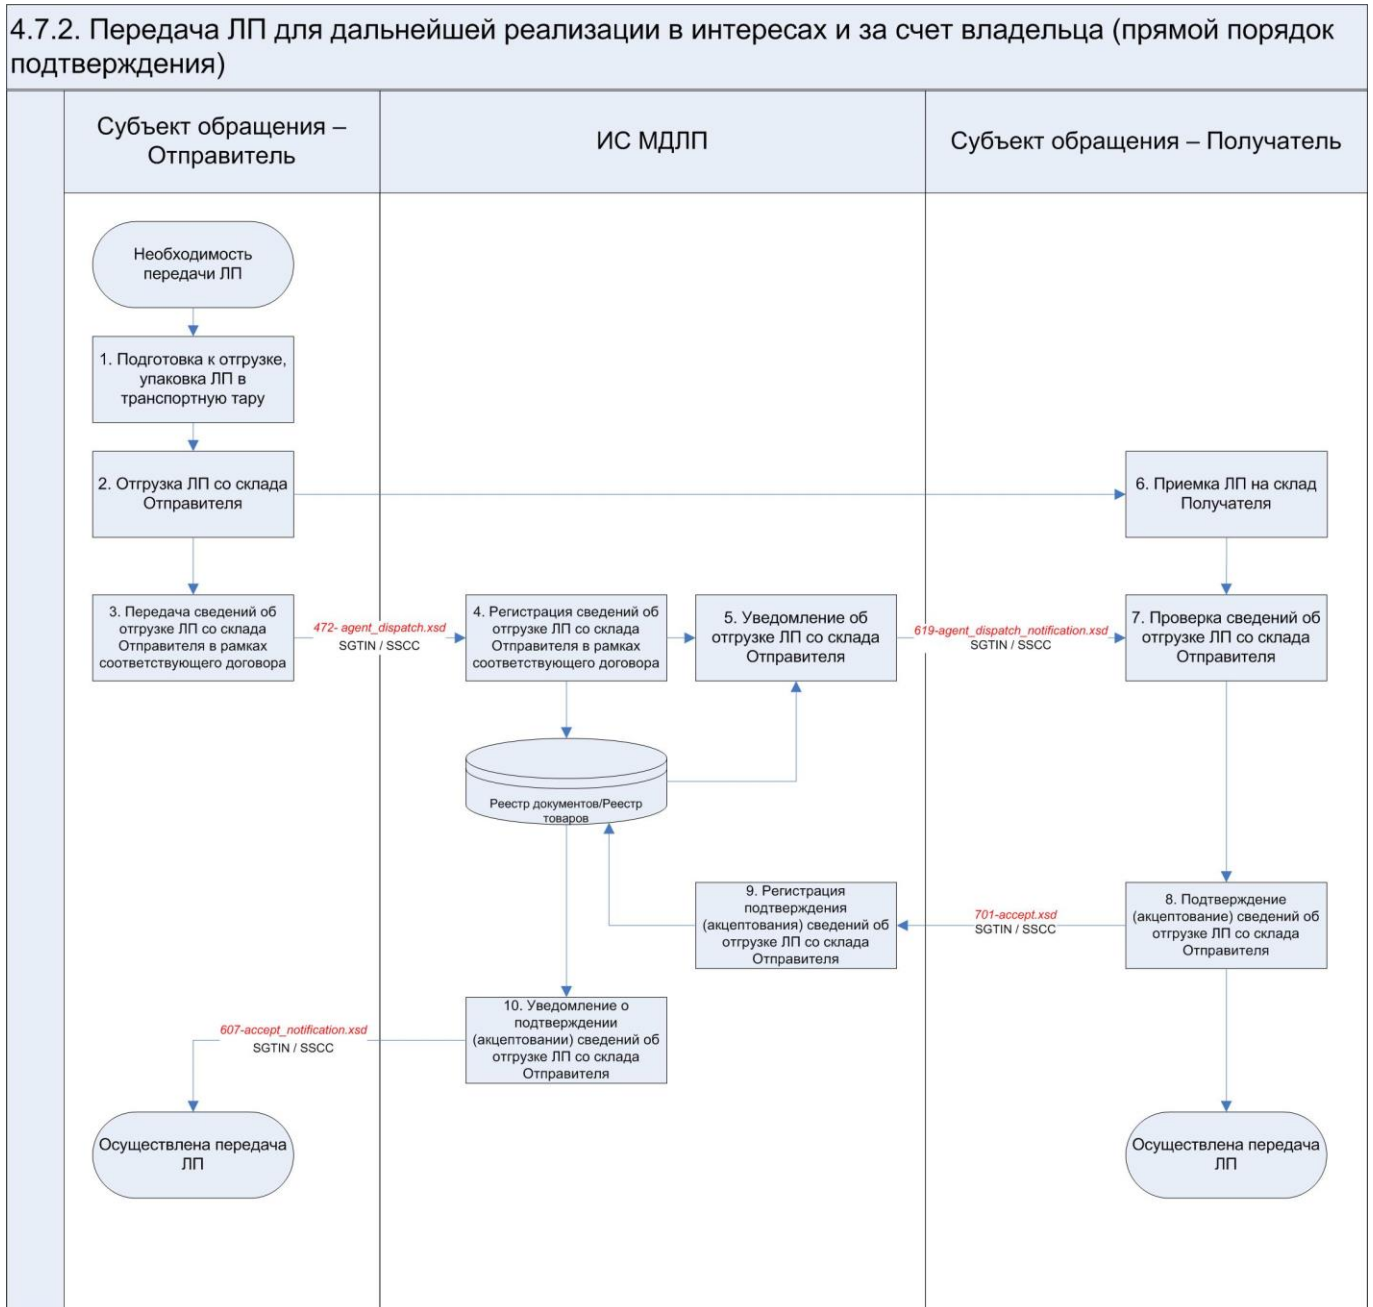 4.7.2. Передача ЛП для дальнейшей реализации в интересах и за счет владельца (прямой порядок
подтверждения)
Субъект обращения –
Отправитель
ИС МДЛП
Субъект обращения – Получатель
Необходимость
передачи ЛП
1. Подготовка к отгрузке,
упаковка ЛП в
транспортную тару
2. Отгрузка ЛП со склада
Отправителя
6. Приемка ЛП на склад
Получателя
3. Передача сведений об
отгрузке ЛП со склада
Отправителя в рамках
соответствующего договора
472- agent_dispatch.xsd
SGTIN / SSCC
4. Регистрация сведений об
отгрузке ЛП со склада
Отправителя в рамках
соответствующего договора
5. Уведомление об
отгрузке ЛП со склада
Отправителя
619-agent_dispatch_notification.xsd
SGTIN / SSCC
7. Проверка сведений об
отгрузке ЛП со склада
Отправителя
Реестр документов/Реестр
товаров
9. Регистрация
подтверждения
(акцептования) сведений об
отгрузке ЛП со склада
Отправителя
701-accept.xsd
SGTIN / SSCC
8. Подтверждение
(акцептование) сведений об
отгрузке ЛП со склада
Отправителя
10. Уведомление о
подтверждении
(акцептовании) сведений об
отгрузке ЛП со склада
Отправителя
607-accept_notification.xsd
SGTIN / SSCC
Осуществлена передача
ЛП
Осуществлена передача
ЛП